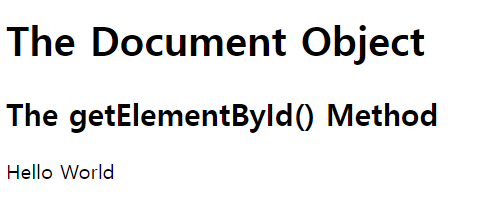 The Document Object
The getElementById() Method
Hello World